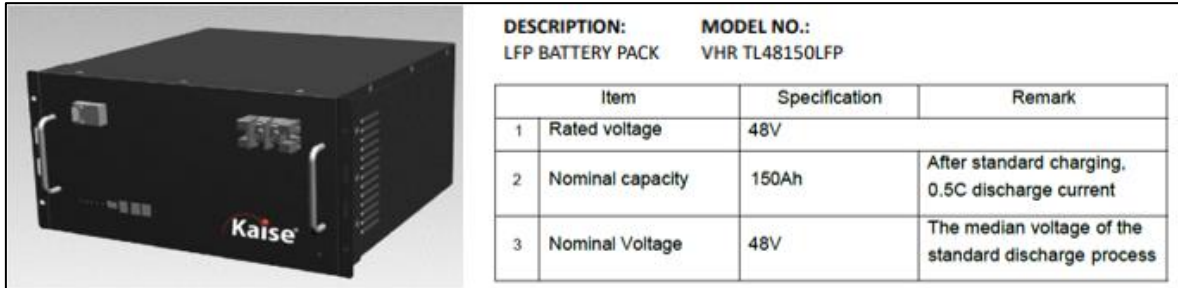 DESCRIPTION: MODEL NO.:
LFP BATTERY PACK VHR TL48150LFP
Item Specification Remark
1 Rated voltage 48V
2 Nominal capacity 150Ah After standard charging,
0.5C discharge current
3 Nominal Voltage 48V The median voltage of the
standard discharge process
Kaise